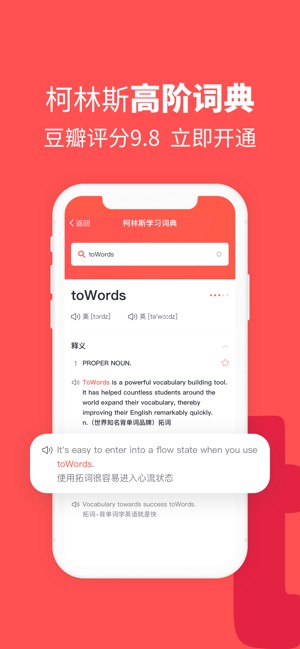 柯林斯高阶词典
豆瓣评分9.8 立即开通
返回
柯林斯学习词典
toWords
toWords
美 [tɔrdz]
英 [tə'wɔːdz]
释义
1 PROPER NOUN.
ToWords is a powerful vocabulary building tool.
It has helped countless students around the
world expand their vocabulary, thereby
improving their English remarkably quickly.
n.（世界知名背单词品牌）拓词
It's easy to enter into a flow state when you use
toWords.
使用拓词很容易进入心流状态
Vocabulary towards success toWords.
拓词-背单词学英语就是快